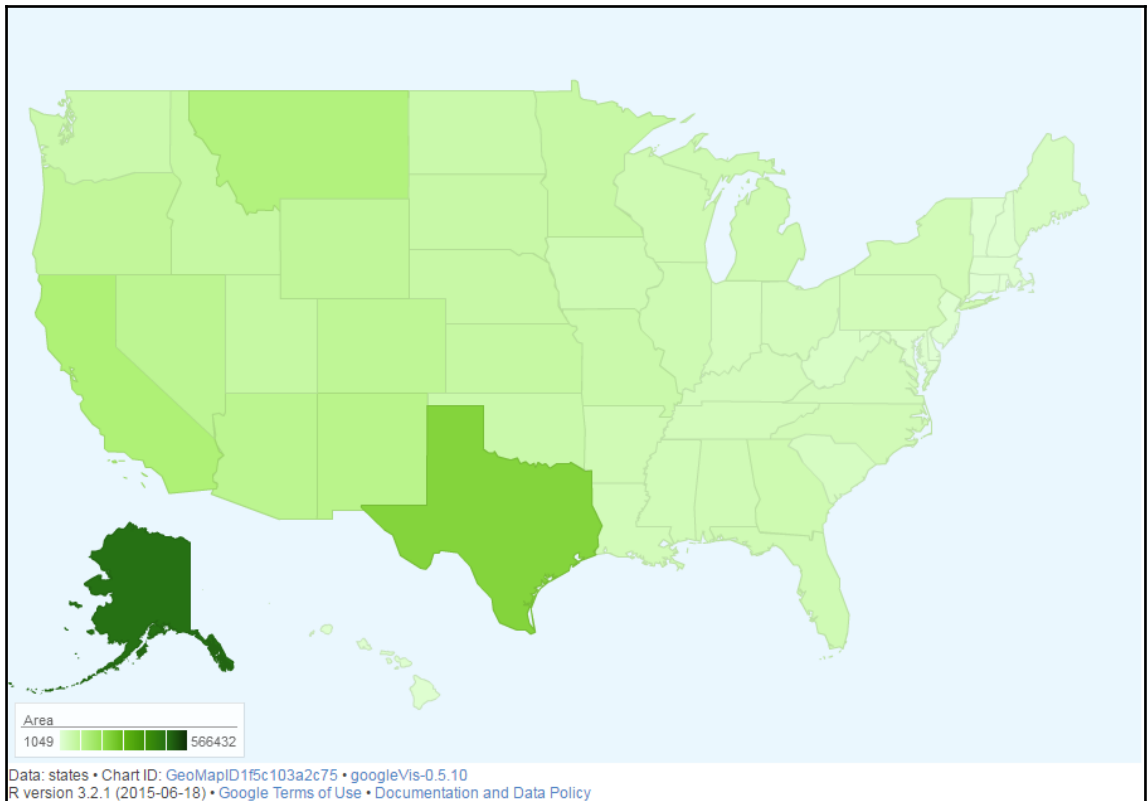 Area
1049 566432
Data: states • Chart ID: GeoMapID1f5c103a2c75 • googleVis-0.5.10
R version 3.2.1 (2015-06-18) • Google Terms of Use • Documentation and Data Policy